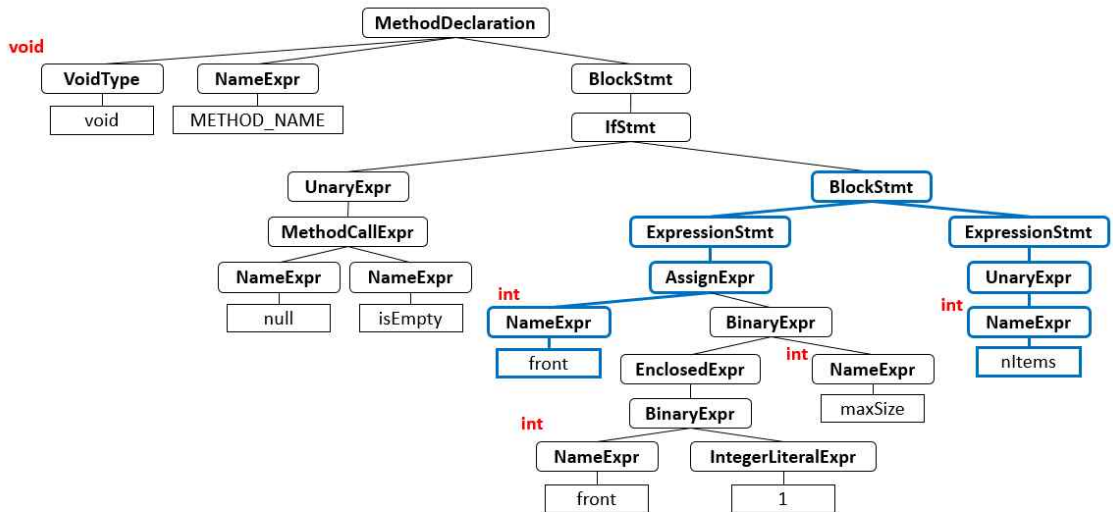 MethodDeclaration
void
VoidType
NameExpr
BlockStmt
void
METHOD_NAME
IfStmt
UnaryExpr
BlockStmt
MethodCallExpr
ExpressionStmt
ExpressionStmt
NameExpr
NameExpr
AssignExpr
UnaryExpr
null
isEmpty
int
int
NameExpr
BinaryExpr
NameExpr
front
int
nItems
EnclosedExpr
NameExpr
maxSize
BinaryExpr
int
NameExpr
IntegerLiteralExpr
front
1